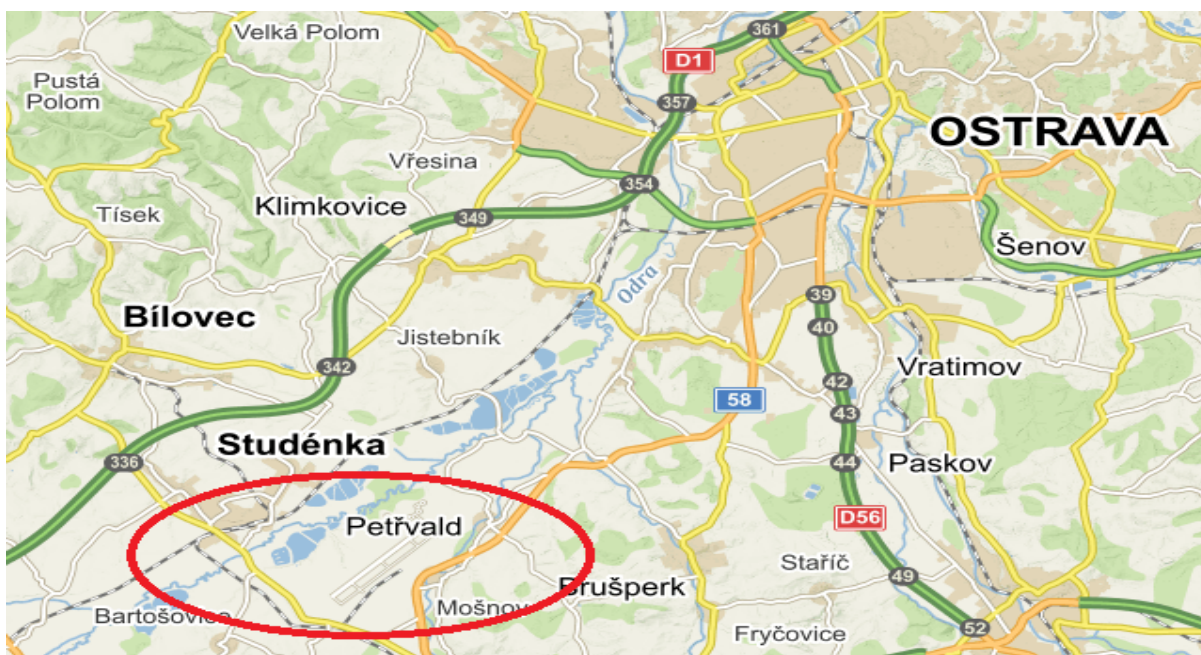 Velká Polom
361
D1
Pustá
Polom
357
OSTRAVA
Vřesina
354
Klimkovice
349
Tísek
Šenov
Odra
39
Bílovec
40
Jistebník
342
Vratimov
42
58
43
Studénka
336
44
Paskov
Petřvald
D56
Staříč
49
Brušperk
Mošnov
Bartošovice
52
Fryčovice